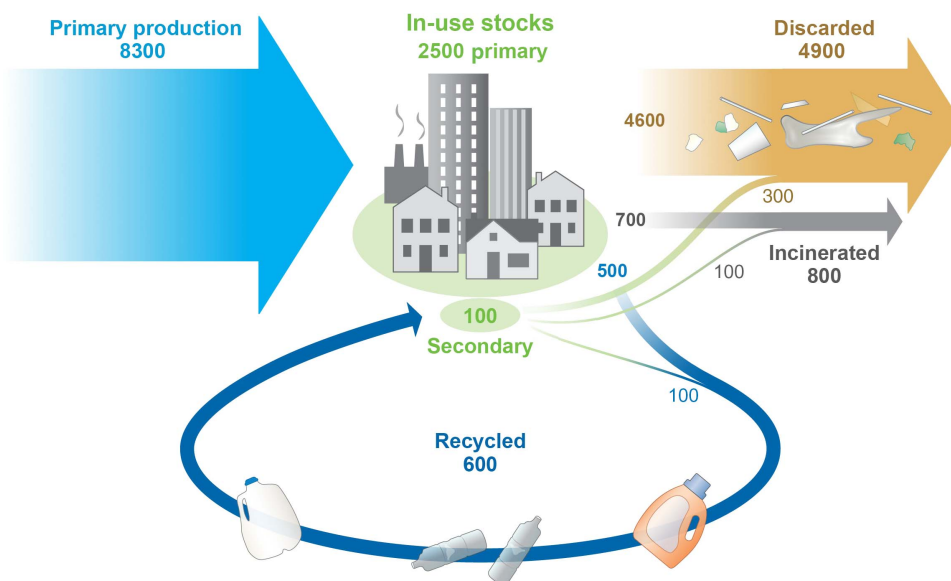 Primary production
8300
In-use stocks
2500 primary
Discarded
4900
4600
300
700
Incinerated
800
100
500
100
Secondary
100
Recycled
600